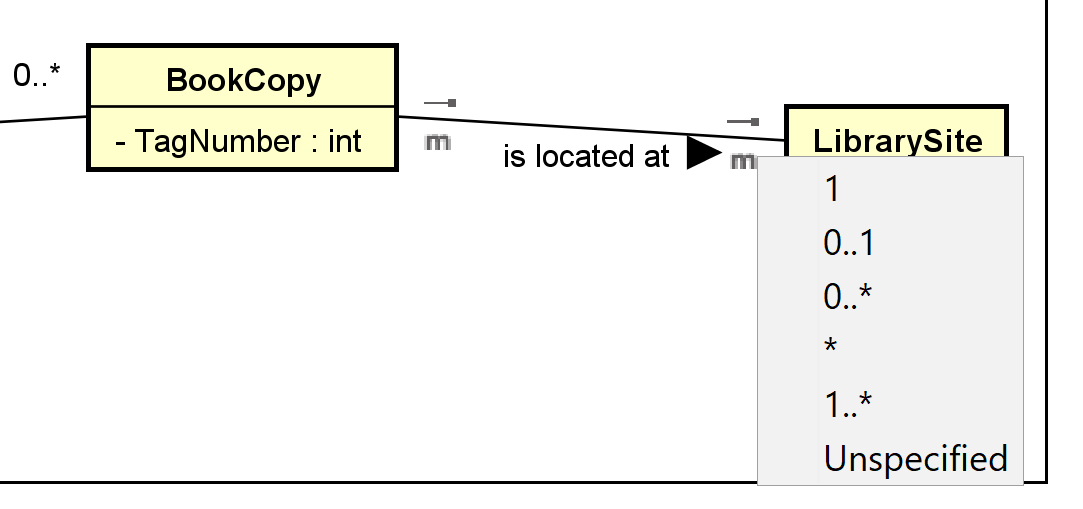 0..*
BookCopy
- TagNumber : int
m
is located at
m
LibrarySite
1
0..1
0..*
*
1..*
Unspecified